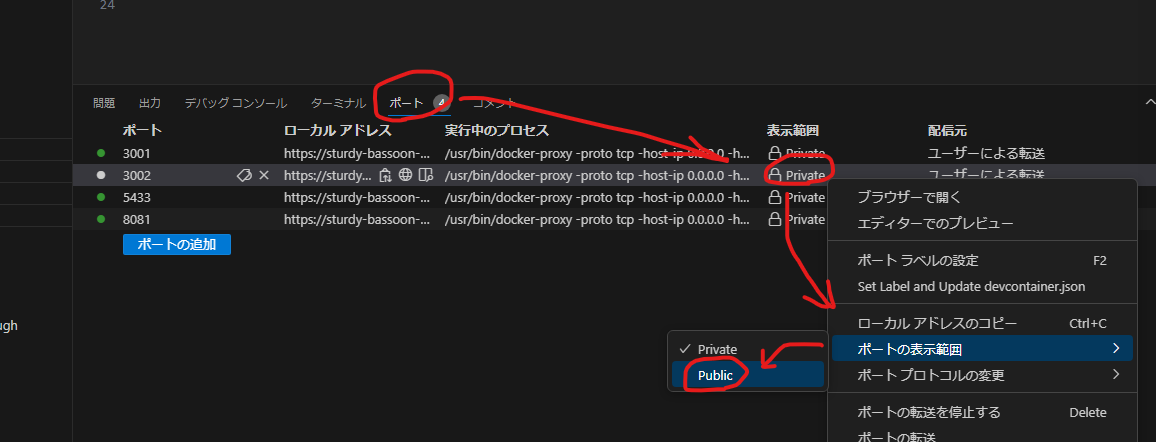 24
問題 出力 デバッグ コンソール ターミナル ポート 4 コメント
ポート ローカル アドレス 実行中のプロセス 表示範囲 配信元
3001 https://sturdy-bassoon-... /usr/bin/docker-proxy -proto tcp -host-ip 0.0.0.0 -h... Private ユーザーによる転送
3002 https://sturdy... /usr/bin/docker-proxy -proto tcp -host-ip 0.0.0.0 -h... Private ユーザーによる転送
5433 https://sturdy-bassoon-... /usr/bin/docker-proxy -proto tcp -host-ip 0.0.0.0 -h... Private
8081 https://sturdy-bassoon-... /usr/bin/docker-proxy -proto tcp -host-ip 0.0.0.0 -h... Private
ポートの追加
ブラウザーで開く
エディターでのプレビュー
ポート ラベルの設定 F2
Set Label and Update devcontainer.json
ugh
ローカル アドレスのコピー Ctrl+C
Private ポートの表示範囲
Public ポート プロトコルの変更
ポートの転送を停止する Delete
ポートの転送